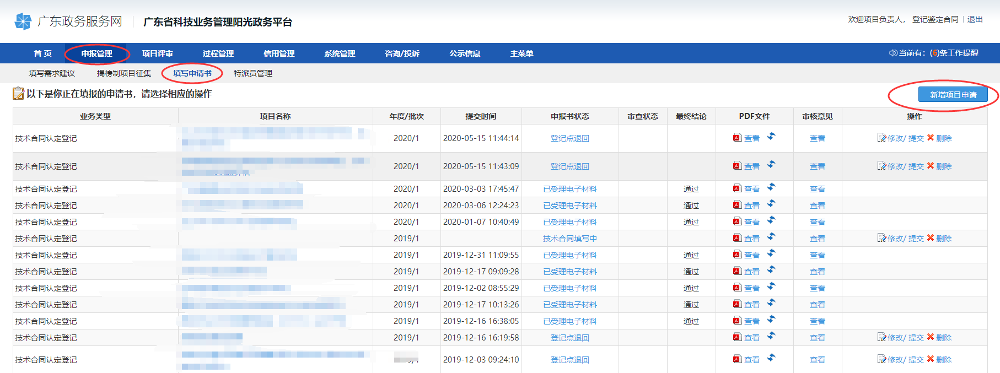 广东政务服务网 广东省科技业务管理阳光政务平台
欢迎项目负责人， 登记鉴定合同 退出
首 页 申报管理 项目评审 过程管理 信用管理 系统管理 咨询/投诉 公示信息 主菜单 当前有：(6)条工作提醒
填写需求建议 揭榜制项目征集 填写申请书 特派员管理
以下是你正在填报的申请书，请选择相应的操作 新增项目申请
业务类型 项目名称 年度/批次 提交时间 申报书状态 审查状态 最终结论 PDF文件 审核意见 操作
技术合同认定登记 2020/1 2020-05-15 11:44:14 登记点退回 查看 查看 修改/ 提交 删除
技术合同认定登记 2020/1 2020-05-15 11:43:09 登记点退回 查看 查看 修改/ 提交 删除
技术合同认定登记 2020/1 2020-03-03 17:45:47 已受理电子材料 通过 查看 查看
技术合同认定登记 2020/1 2020-03-06 12:24:23 已受理电子材料 通过 查看 查看
技术合同认定登记 2020/1 2020-01-07 10:40:49 已受理电子材料 通过 查看 查看
技术合同认定登记 2019/1 技术合同填写中 查看 查看 修改/ 提交 删除
技术合同认定登记 2019/1 2019-12-31 11:09:55 已受理电子材料 通过 查看 查看
技术合同认定登记 2019/1 2019-12-17 09:09:28 已受理电子材料 通过 查看 查看
技术合同认定登记 2019/1 2019-12-02 08:55:29 已受理电子材料 通过 查看 查看
技术合同认定登记 2019/1 2019-12-17 10:13:26 已受理电子材料 通过 查看 查看
技术合同认定登记 2019/1 2019-12-16 16:38:05 已受理电子材料 通过 查看 查看
技术合同认定登记 2019/1 2019-12-16 16:19:58 登记点退回 查看 查看 修改/ 提交 删除
技术合同认定登记 2019-12-03 09:24:10 登记点退回 查看 查看 修改/ 提交 删除